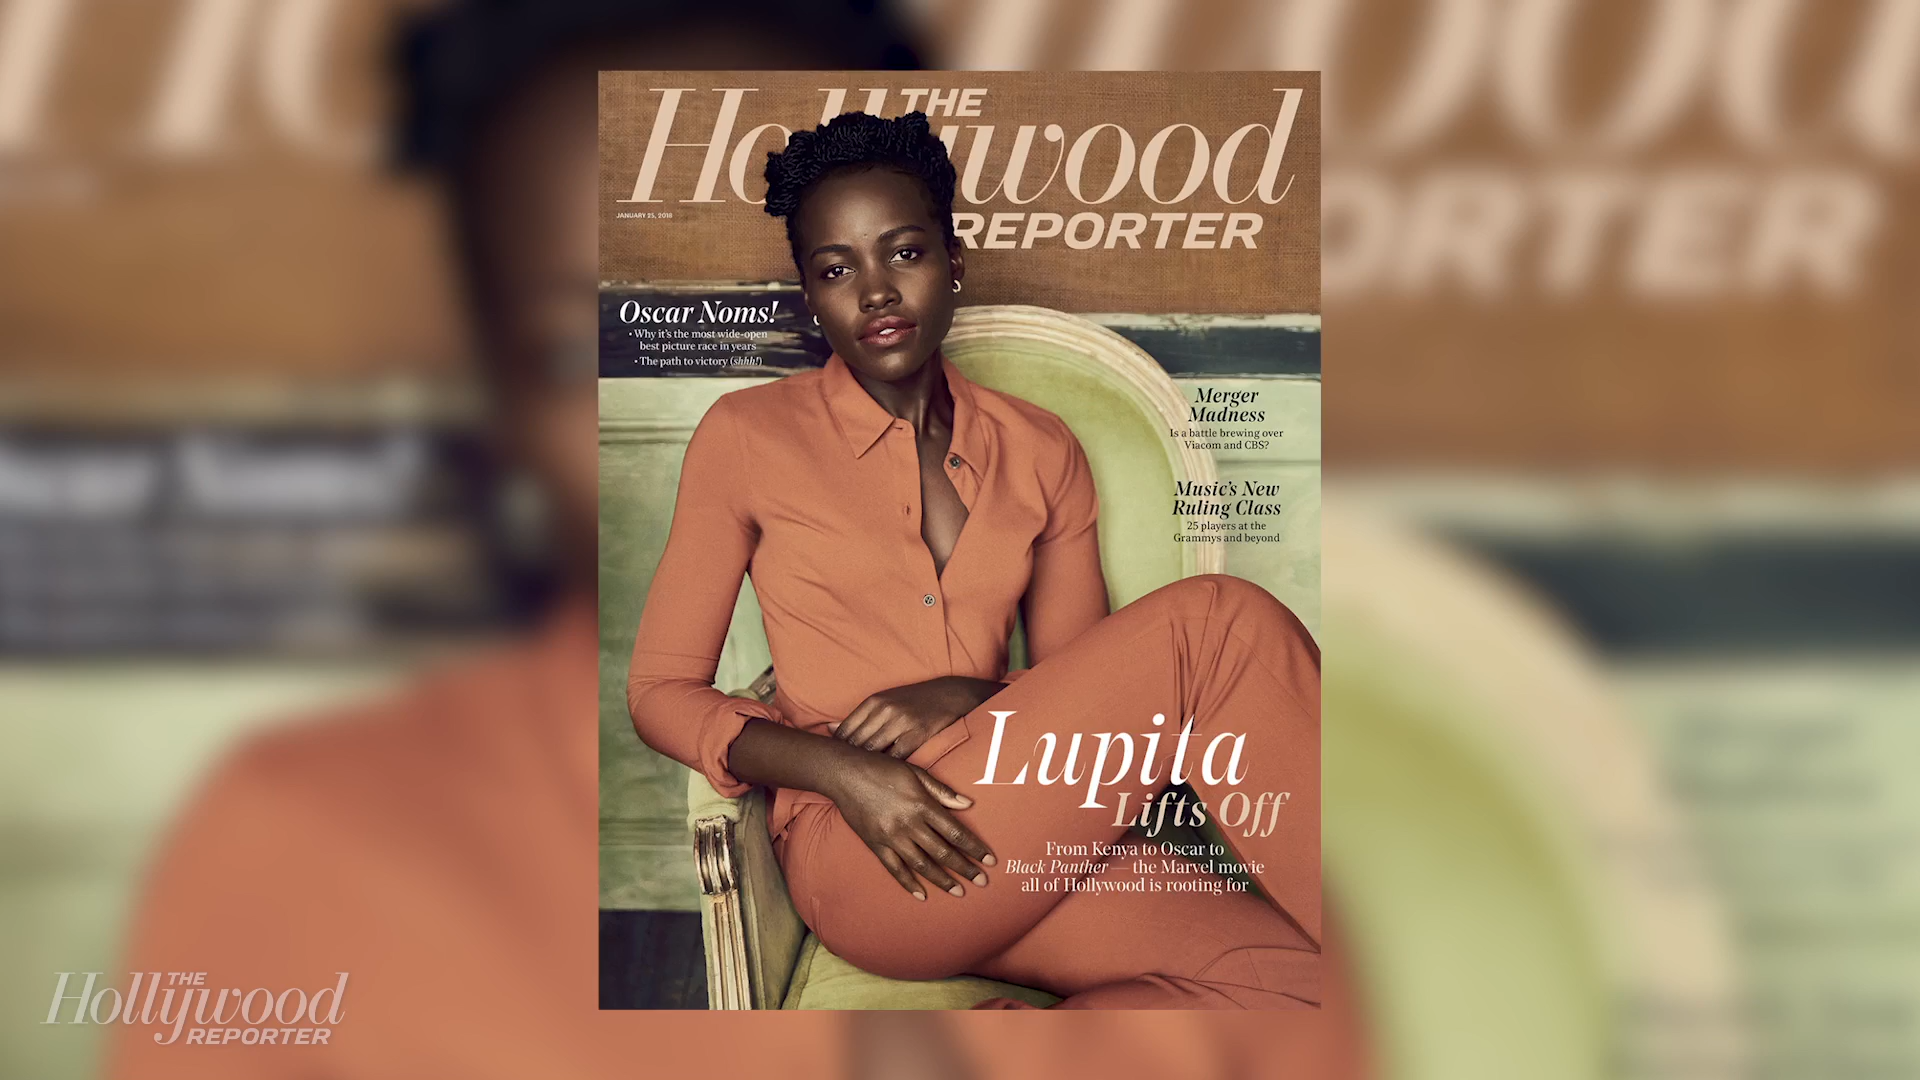 THE
Hollywood
REPORTER
JANUARY 25, 2018
Oscar Noms!
• Why it's the most wide-open
best picture race in years
• The path to victory (shhh!)
Merger
Madness
Is a battle brewing over
Viacom and CBS?
Music's New
Ruling Class
25 players at the
Grammys and beyond
Lupita
Lifts Off
From Kenya to Oscar to
Black Panther — the Marvel movie
all of Hollywood is rooting for
THE
Hollywood
REPORTER